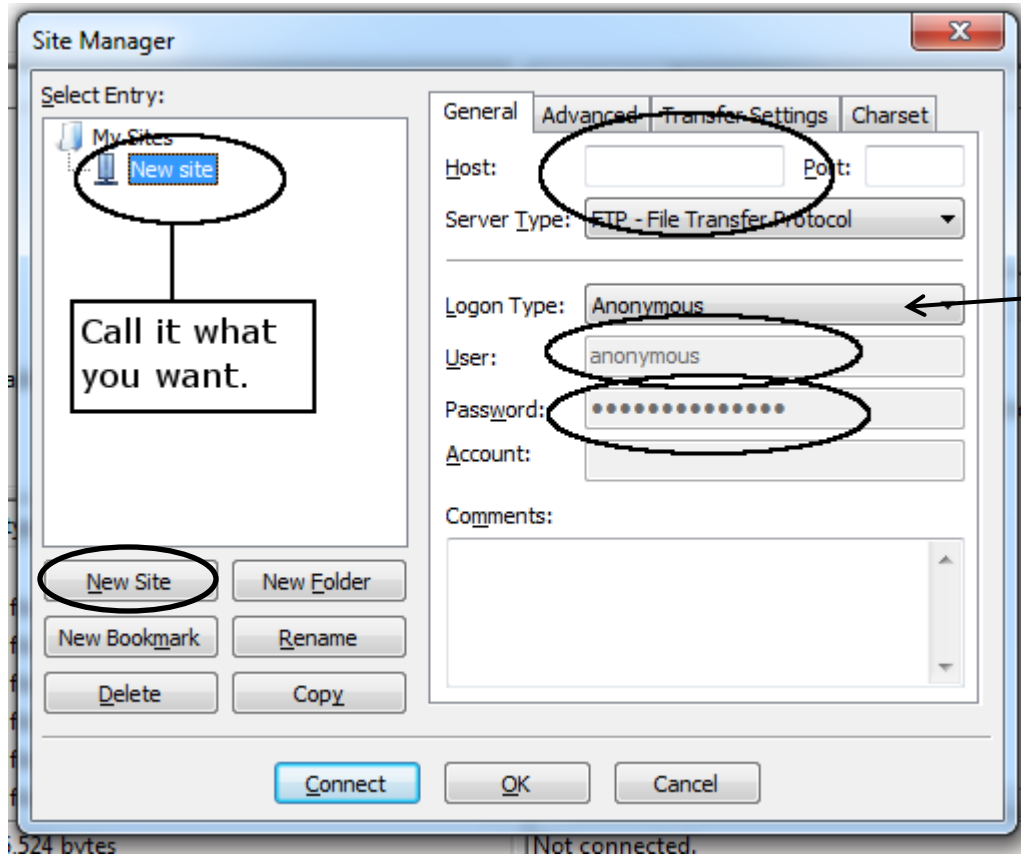 Site Manager
Select Entry:
My Sites
New site
Call it what
you want.
New Site
New Folder
New Bookmark
Rename
Delete
Copy
General
Advanced
Transfer Settings
Charset
Host:
Port:
Server Type:
FTP - File Transfer Protocol
Logon Type:
Anonymous
User:
anonymous
Password:
Account:
Comments:
Connect
OK
Cancel
524 bytes
Not connected.